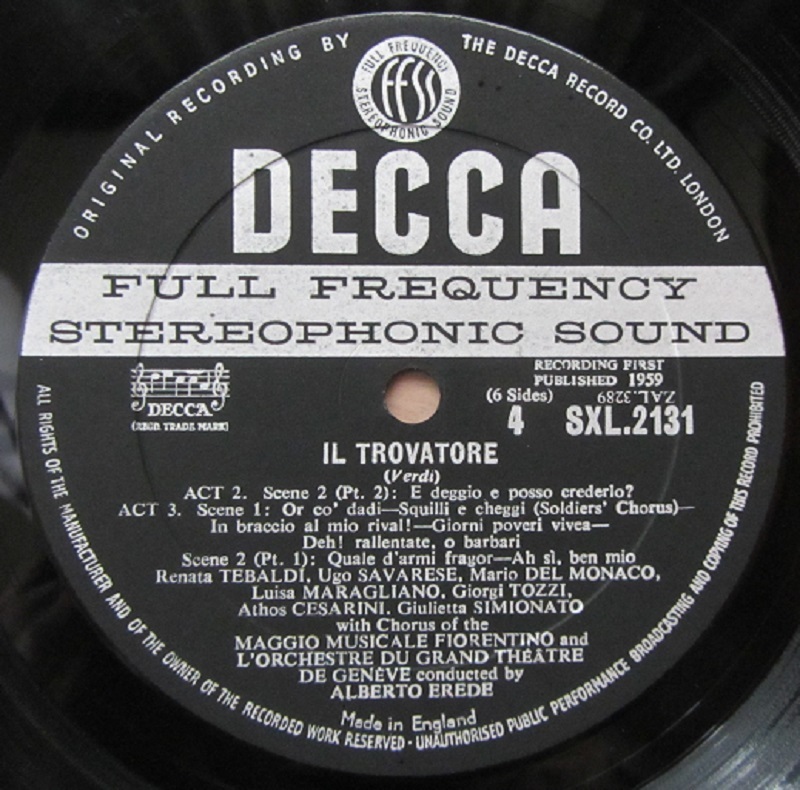 ORIGINAL RECORDING BY
THE DECCA RECORD CO. LTD. LONDON
FULL FREQUENCY
FFSS
STEREOPHONIC SOUND
DECCA
FULL FREQUENCY
STEREOPHONIC SOUND
DECCA
(REGD. TRADE MARK)
RECORDING FIRST
PUBLISHED 1959
ZAL.3289
(6 Sides)
4 SXL.2131
IL TROVATORE
(Verdi)
ACT 2. Scene 2 (Pt. 2): E deggio e posso crederlo?
ACT 3. Scene 1: Or co' dadi—Squilli e cheggi (Soldiers' Chorus)—
In braccio al mio rival!—Giorni poveri vivea—
Deh! rallentate, o barbari
Scene 2 (Pt. 1): Quale d'armi fragor—Ah sì, ben mio
Renata TEBALDI, Ugo SAVARESE, Mario DEL MONACO,
Luisa MARAGLIANO, Giorgi TOZZI,
Athos CESARINI, Giulietta SIMIONATO
with Chorus of the
MAGGIO MUSICALE FIORENTINO and
L'ORCHESTRE DU GRAND THÉÂTRE
DE GENÈVE conducted by
ALBERTO EREDE
Made in England
ALL RIGHTS OF THE MANUFACTURER AND OF THE OWNER OF THE RECORDED WORK RESERVED - UNAUTHORISED PUBLIC PERFORMANCE BROADCASTING AND COPYING OF THIS RECORD PROHIBITED